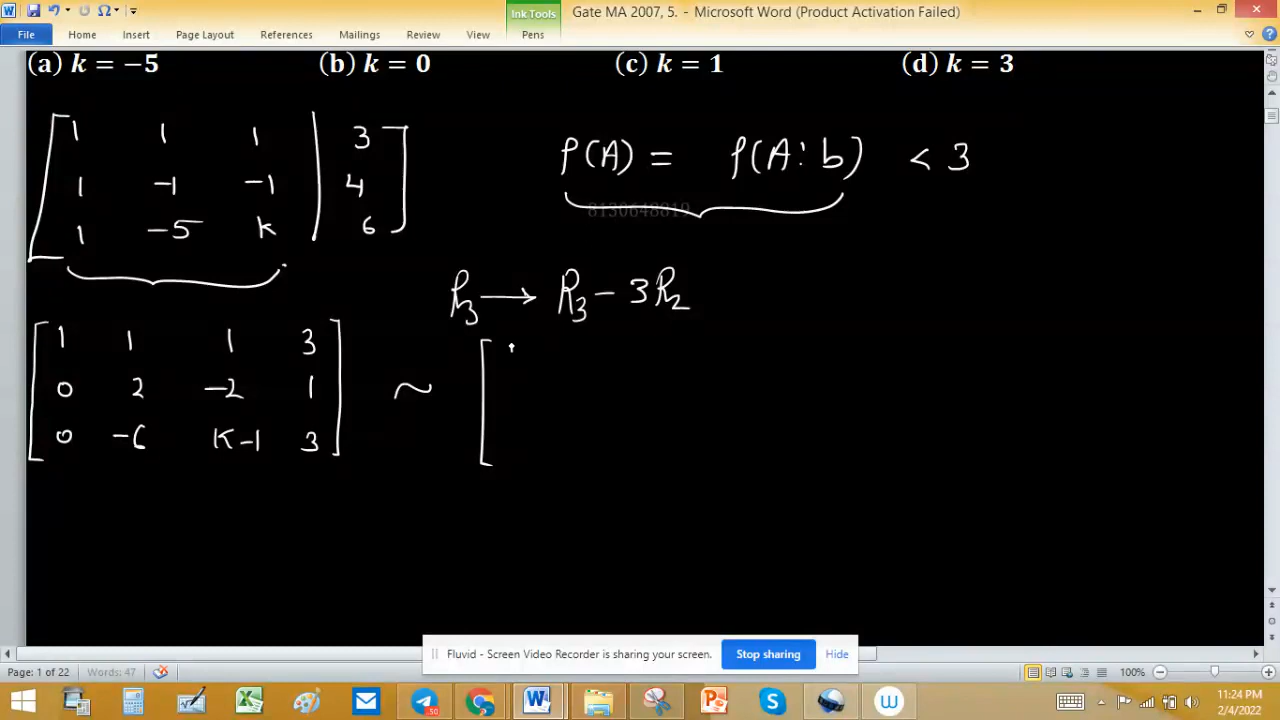 Gate MA 2007, 5. - Microsoft Word (Product Activation Failed)
Ink Tools
File Home Insert Page Layout References Mailings Review View Pens
(a) k = −5 (b) k = 0 (c) k = 1 (d) k = 3
1 1 1 | 3
1 -1 -1 | 4
1 -5 k | 6
ρ(A) = ρ(A:b) < 3
8130648819
R3 → R3 - 3R2
1 1 1 3
0 2 -2 1
0 -6 k-1 3
~ [
Fluvid - Screen Video Recorder is sharing your screen. Stop sharing Hide
Page: 1 of 22 Words: 47 100%
30
11:24 PM
2/4/2022